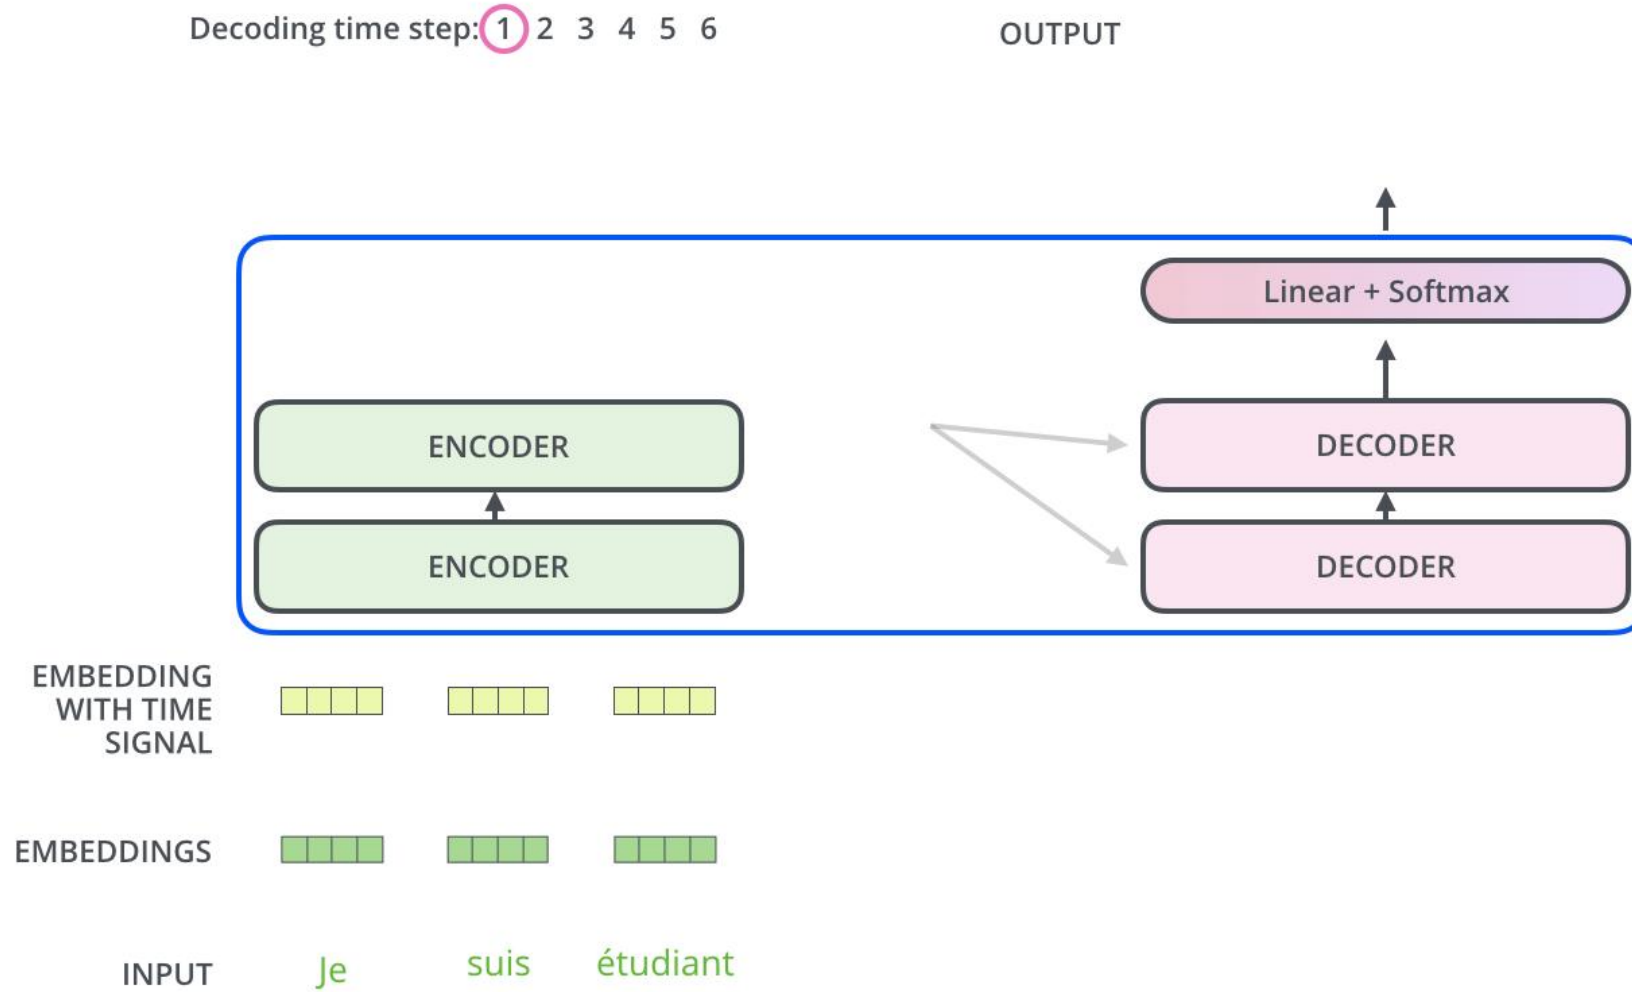 Decoding time step: 1 2 3 4 5 6
OUTPUT
Linear + Softmax
ENCODER
DECODER
ENCODER
DECODER
EMBEDDING
WITH TIME
SIGNAL
EMBEDDINGS
INPUT
Je suis étudiant